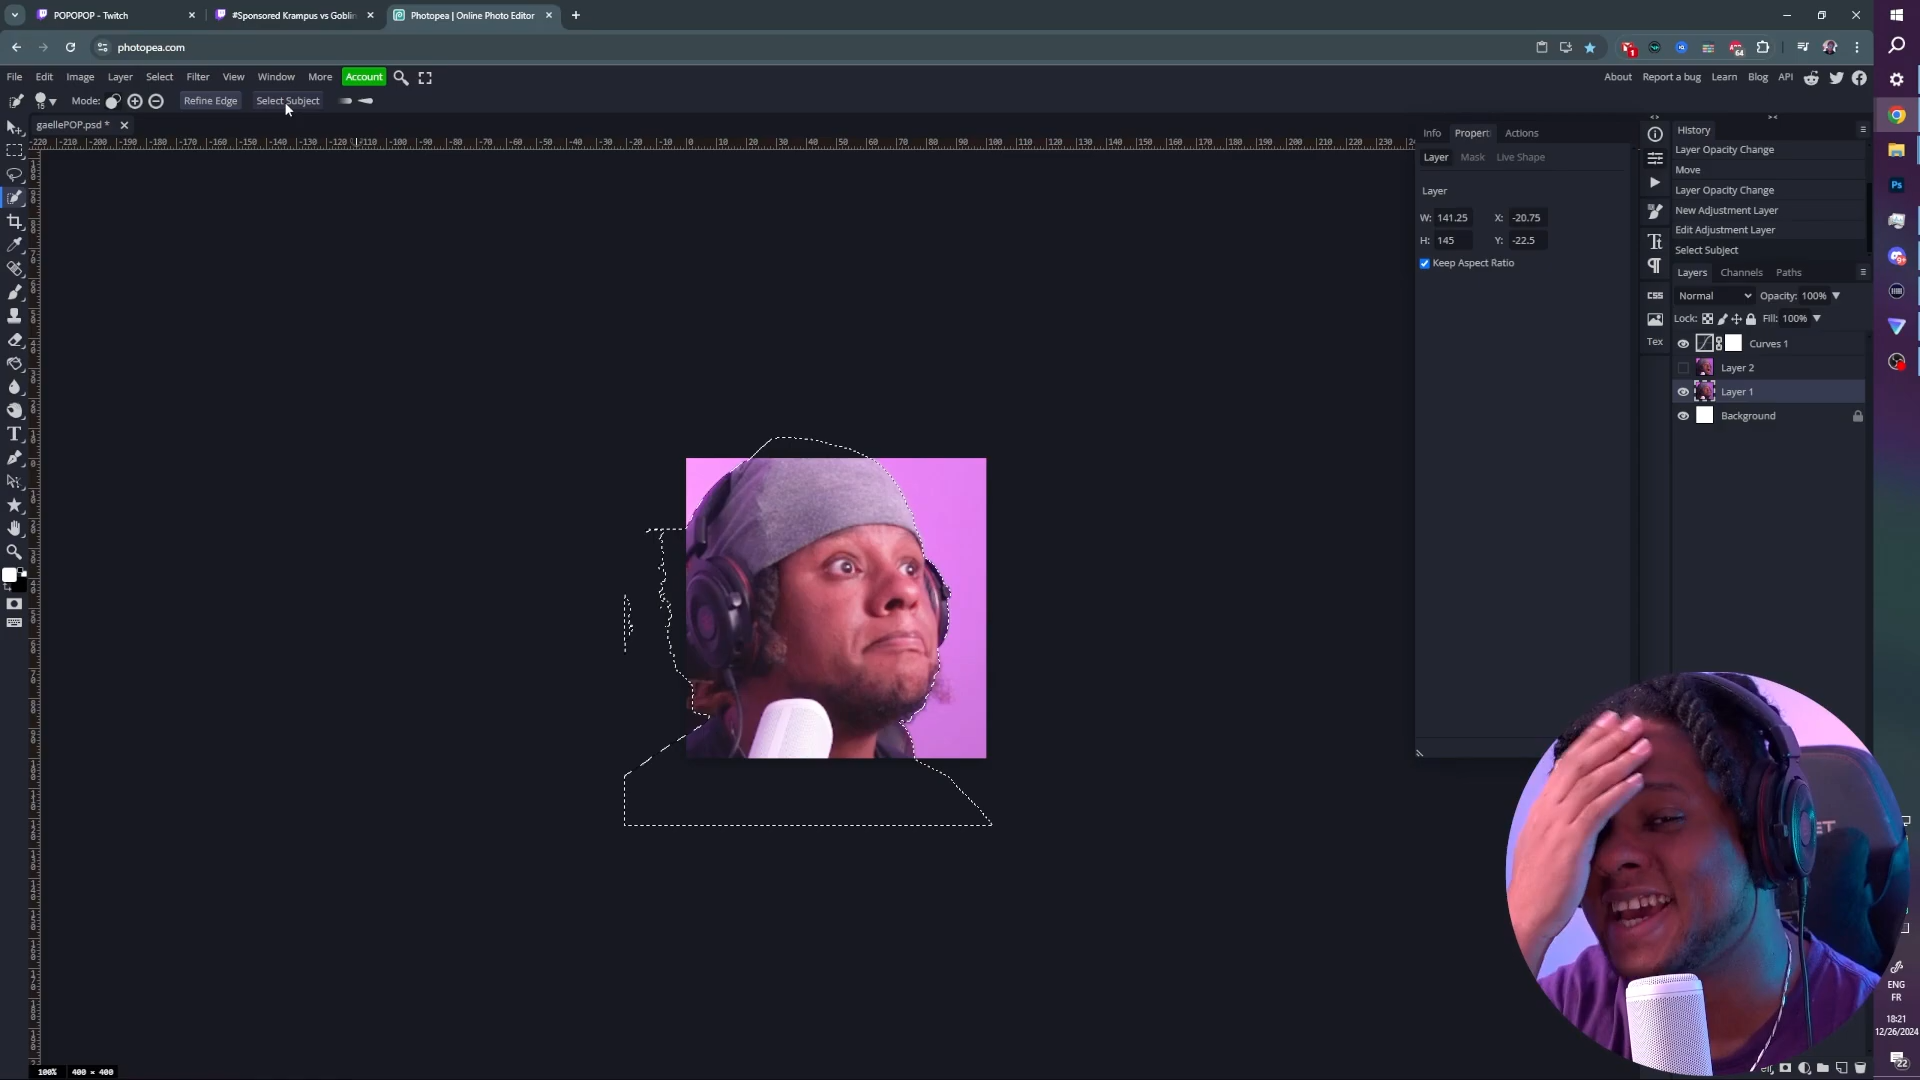 POPOPOP - Twitch
#Sponsored Krampus vs Goblin
Photopea | Online Photo Editor
photopea.com
File Edit Image Layer Select Filter View Window More Account
About Report a bug Learn Blog API
15 Mode: Refine Edge Select Subject
gaellePOP.psd *
Info Propert Actions
Layer Mask Live Shape
Layer
W: 141.25 X: -20.75
H: 145 Y: -22.5
Keep Aspect Ratio
CSS
Tex
History
Layer Opacity Change
Move
Layer Opacity Change
New Adjustment Layer
Edit Adjustment Layer
Select Subject
Layers Channels Paths
Normal Opacity: 100%
Lock: Fill: 100%
Curves 1
Layer 2
Layer 1
Background
ENG
FR
18:21
12/26/2024
22
100% 400 × 400